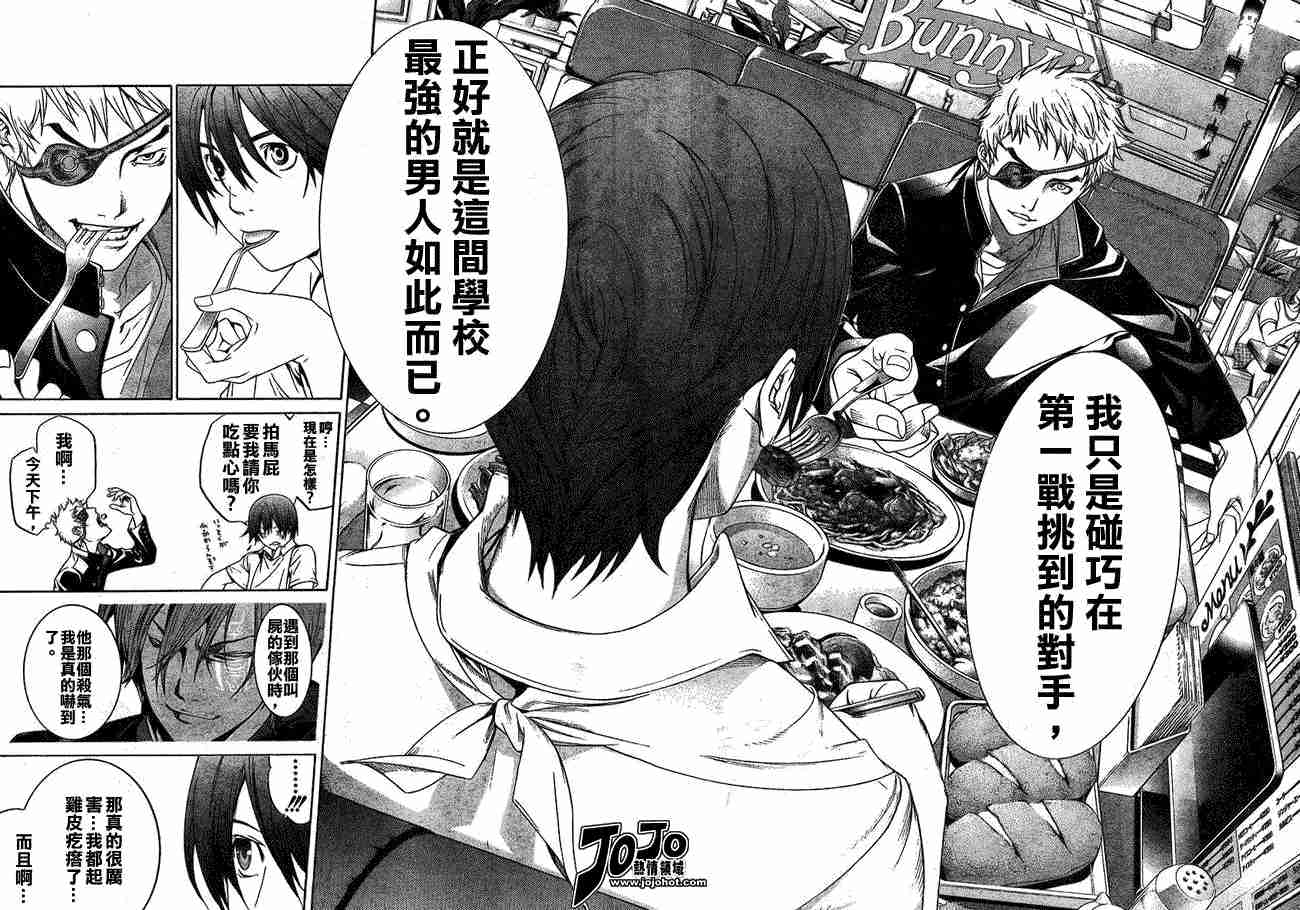 Bunny
我只是碰巧在
第一戰挑到的對手，
正好就是這間學校
最強的男人如此而已。
Menu
哼…
現在是怎樣？
拍馬屁
要我請你
吃點心嗎？
我啊…
今天下午，
遇到那個叫
屍的傢伙時，
他那個殺氣…
我是真的嚇到
了。
……!!!
那真的很厲
害…我都起
雞皮疙瘩了…
而且啊…
JOJO
熱情領域
www.jojohot.com